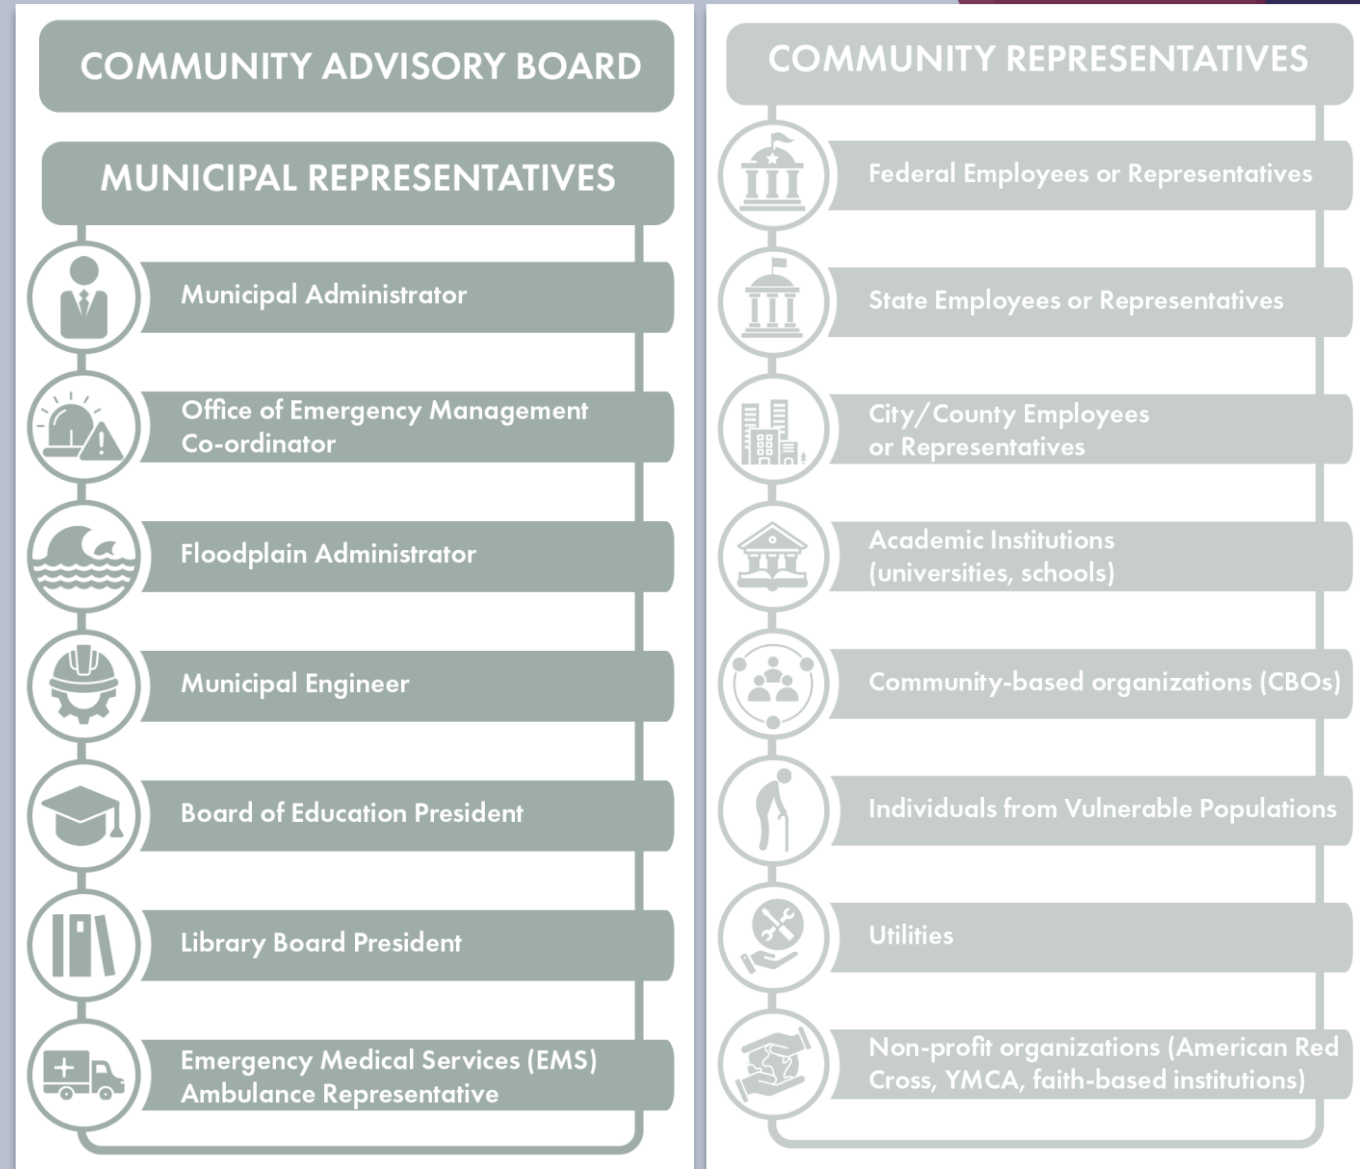 COMMUNITY ADVISORY BOARD
MUNICIPAL REPRESENTATIVES
Municipal Administrator
Office of Emergency Management
Co-ordinator
Floodplain Administrator
Municipal Engineer
Board of Education President
Library Board President
Emergency Medical Services (EMS)
Ambulance Representative
COMMUNITY REPRESENTATIVES
Federal Employees or Representatives
State Employees or Representatives
City/County Employees
or Representatives
Academic Institutions
(universities, schools)
Community-based organizations (CBOs)
Individuals from Vulnerable Populations
Utilities
Non-profit organizations (American Red
Cross, YMCA, faith-based institutions)